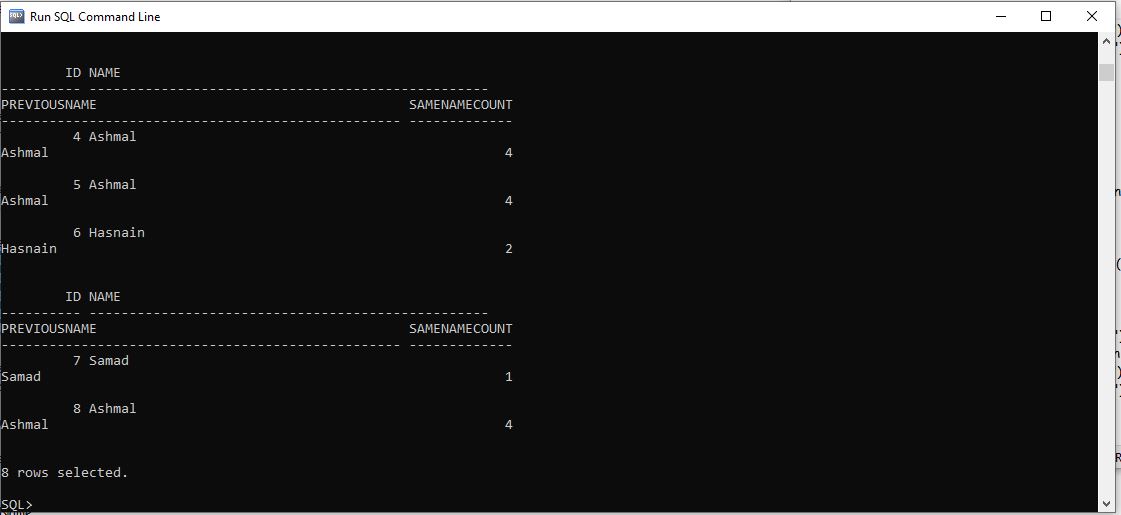 Run SQL Command Line
ID NAME
---------- --------------------------------------------------
PREVIOUSNAME SAMENAMECOUNT
-------------------------------------------------- -------------
4 Ashmal
Ashmal 4
5 Ashmal
Ashmal 4
6 Hasnain
Hasnain 2
ID NAME
---------- --------------------------------------------------
PREVIOUSNAME SAMENAMECOUNT
-------------------------------------------------- -------------
7 Samad
Samad 1
8 Ashmal
Ashmal 4
8 rows selected.
SQL>